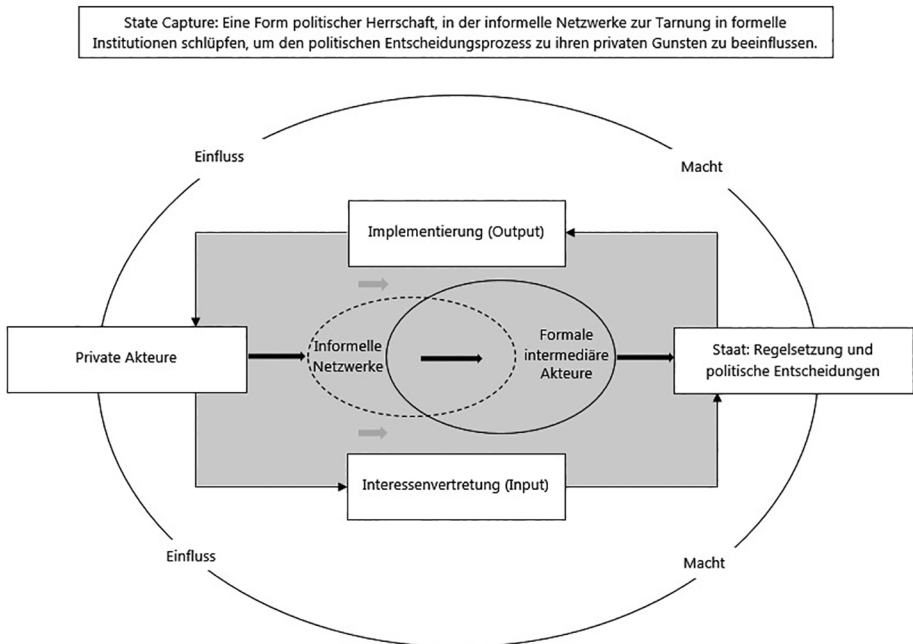 State Capture: Eine Form politischer Herrschaft, in der informelle Netzwerke zur Tarnung in formelle
Institutionen schlüpfen, um den politischen Entscheidungsprozess zu ihren privaten Gunsten zu beeinflussen.
Einfluss
Macht
Implementierung (Output)
Private Akteure
Informelle
Netzwerke
Formale
intermediäre
Akteure
Staat: Regelsetzung und
politische Entscheidungen
Interessenvertretung (Input)
Einfluss
Macht